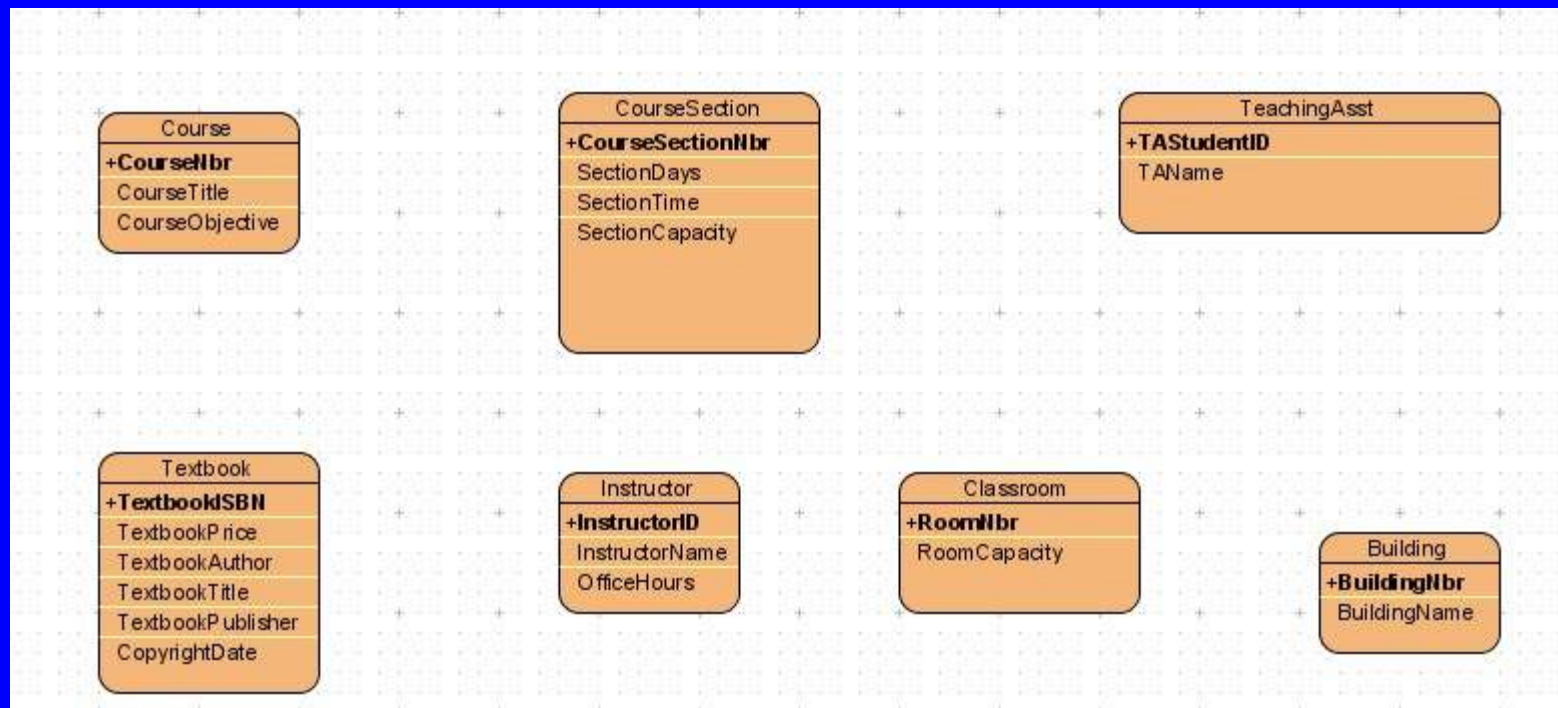 Course
+CourseNbr
CourseTitle
CourseObjective
CourseSection
+CourseSectionNbr
SectionDays
SectionTime
SectionCapacity
TeachingAsst
+TAStudentID
TAName
Textbook
+TextbookISBN
TextbookPrice
TextbookAuthor
TextbookTitle
TextbookPublisher
CopyrightDate
Instructor
+InstructorID
InstructorName
OfficeHours
Classroom
+RoomNbr
RoomCapacity
Building
+BuildingNbr
BuildingName